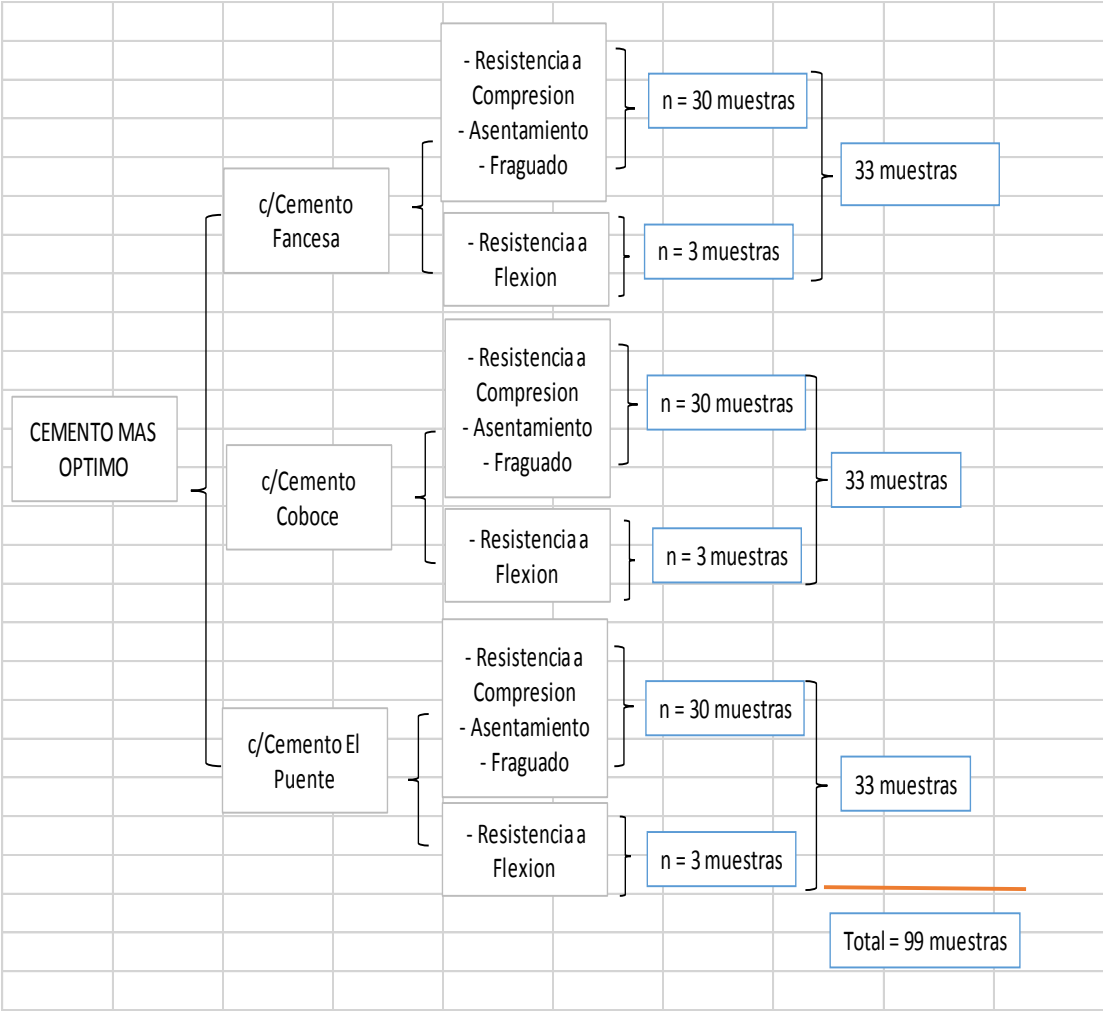 CEMENTO MAS
OPTIMO
c/Cemento
Fancesa
- Resistencia a
Compresion
- Asentamiento
- Fraguado
n = 30 muestras
- Resistencia a
Flexion
n = 3 muestras
33 muestras
c/Cemento
Coboce
- Resistencia a
Compresion
- Asentamiento
- Fraguado
n = 30 muestras
- Resistencia a
Flexion
n = 3 muestras
33 muestras
c/Cemento El
Puente
- Resistencia a
Compresion
- Asentamiento
- Fraguado
n = 30 muestras
- Resistencia a
Flexion
n = 3 muestras
33 muestras
Total = 99 muestras